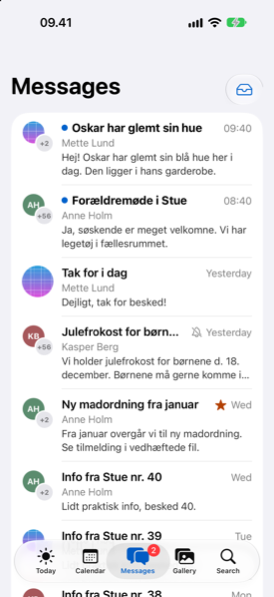 09.41
Messages
Oskar har glemt sin hue 09:40
+2
Mette Lund
Hej! Oskar har glemt sin blå hue her i
dag. Den ligger i hans garderobe.
AH Forældremøde i Stue 08:40
+56
Anne Holm
Ja, søskende er meget velkomne. Vi har
legetøj i fællesrummet.
Tak for i dag Yesterday
Mette Lund
Dejligt, tak for besked!
KB Julefrokost for børn... Yesterday
+56
Kasper Berg
Vi holder julefrokost for børnene d. 18.
december. Børnene må gerne komme i...
AH Ny madordning fra januar Wed
+2
Anne Holm
Fra januar overgår vi til ny madordning.
Se tilmelding i vedhæftede fil.
AH Info fra Stue nr. 40 Wed
+2
Anne Holm
Lidt praktisk info, besked 40.
Info fra Stue nr. 39 Tue
2
Today Calendar Messages Gallery Search
Info fra Stue nr. 38 Mon